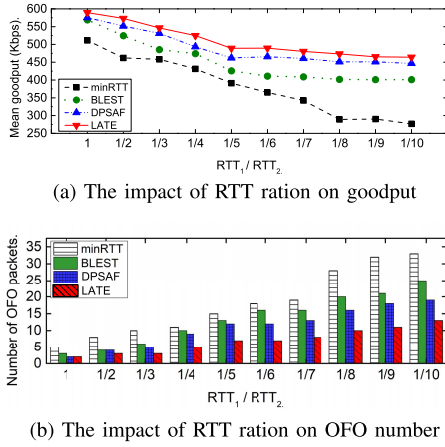 Mean goodput (Kbps).
600
550
500
450
400
350
300
250
minRTT
BLEST
DPSAF
LATE
1 1/2 1/3 1/4 1/5 1/6 1/7 1/8 1/9 1/10
RTT1 / RTT2.
(a) The impact of RTT ration on goodput
Number of OFO packets.
35
30
25
20
15
10
5
0
minRTT
BLEST
DPSAF
LATE
1 1/2 1/3 1/4 1/5 1/6 1/7 1/8 1/9 1/10
RTT1 / RTT2.
(b) The impact of RTT ration on OFO number